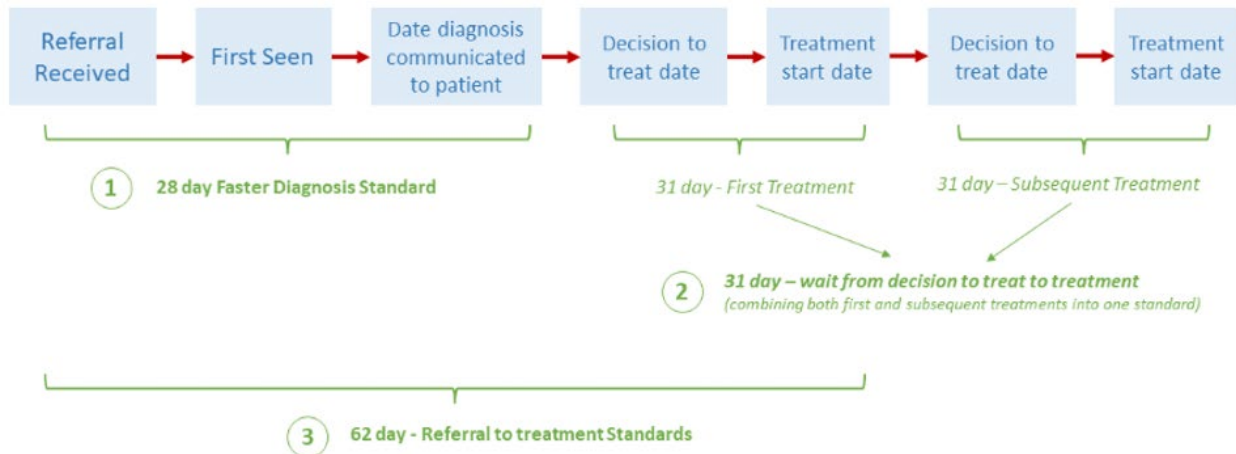 Referral
Received
First Seen
Date diagnosis
communicated
to patient
Decision to
treat date
Treatment
start date
Decision to
treat date
Treatment
start date
1
28 day Faster Diagnosis Standard
31 day - First Treatment
31 day – Subsequent Treatment
2
31 day – wait from decision to treat to treatment
(combining both first and subsequent treatments into one standard)
3
62 day - Referral to treatment Standards